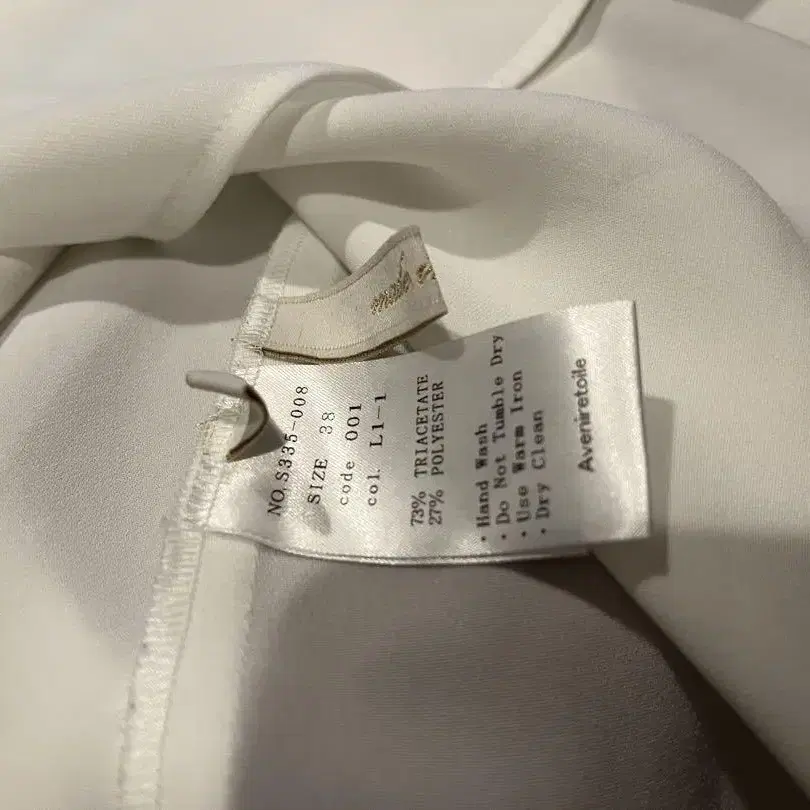 made
NO.S335-008
SIZE 38
code 001
col. L1-1
73% TRIACETATE
27% POLYESTER
· Hand Wash
· Do Not Tumble Dry
· Use Warm Iron
· Dry Clean
Aveniretoile